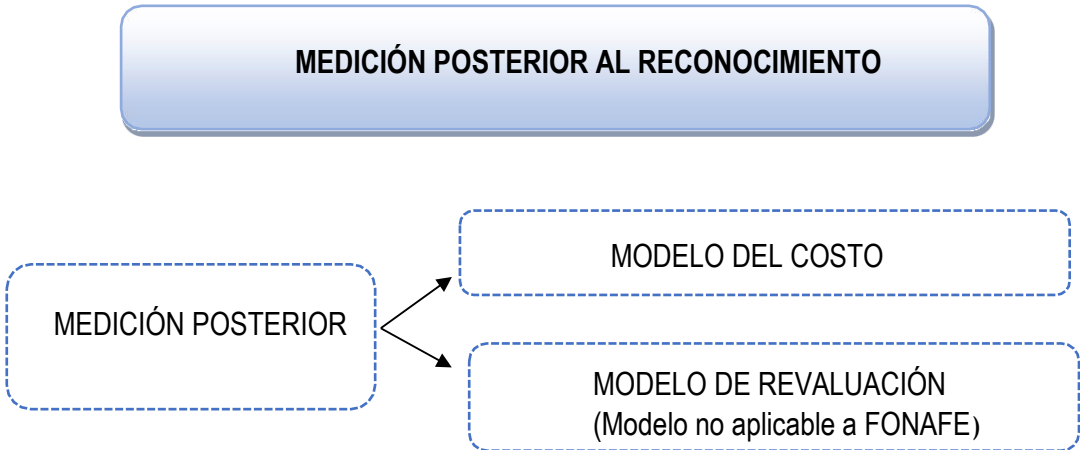 MEDICIÓN POSTERIOR AL RECONOCIMIENTO
MODELO DEL COSTO
MEDICIÓN POSTERIOR
MODELO DE REVALUACIÓN
(Modelo no aplicable a FONAFE)